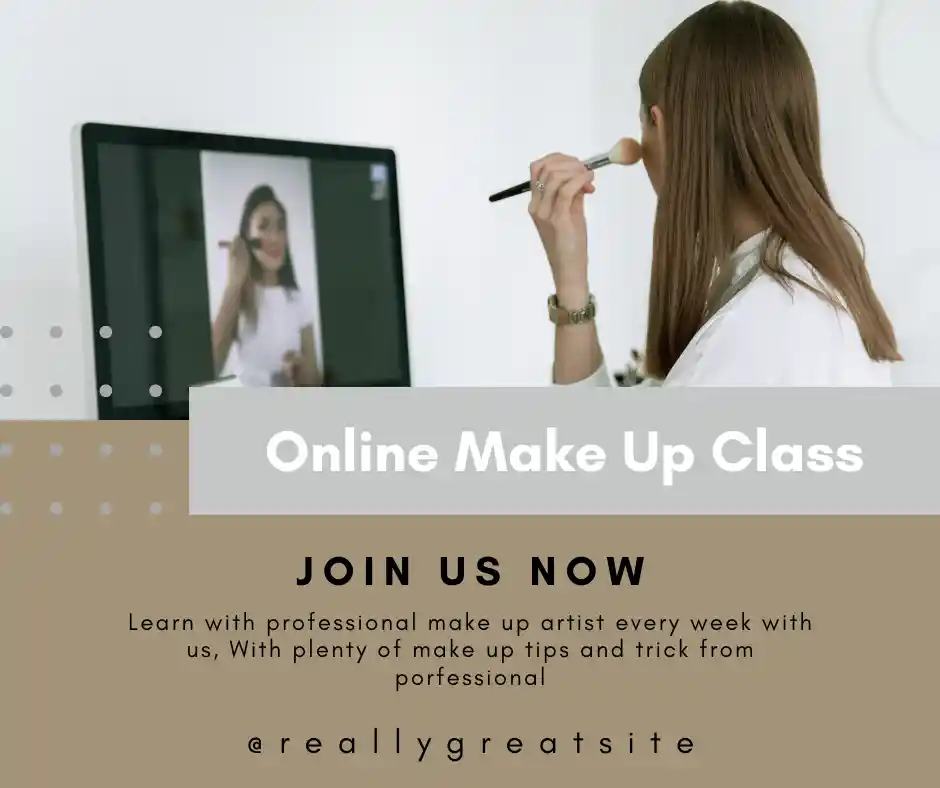 Online Make Up Class
JOIN US NOW
Learn with professional make up artist every week with
us, With plenty of make up tips and trick from
porfessional
@reallygreatsite